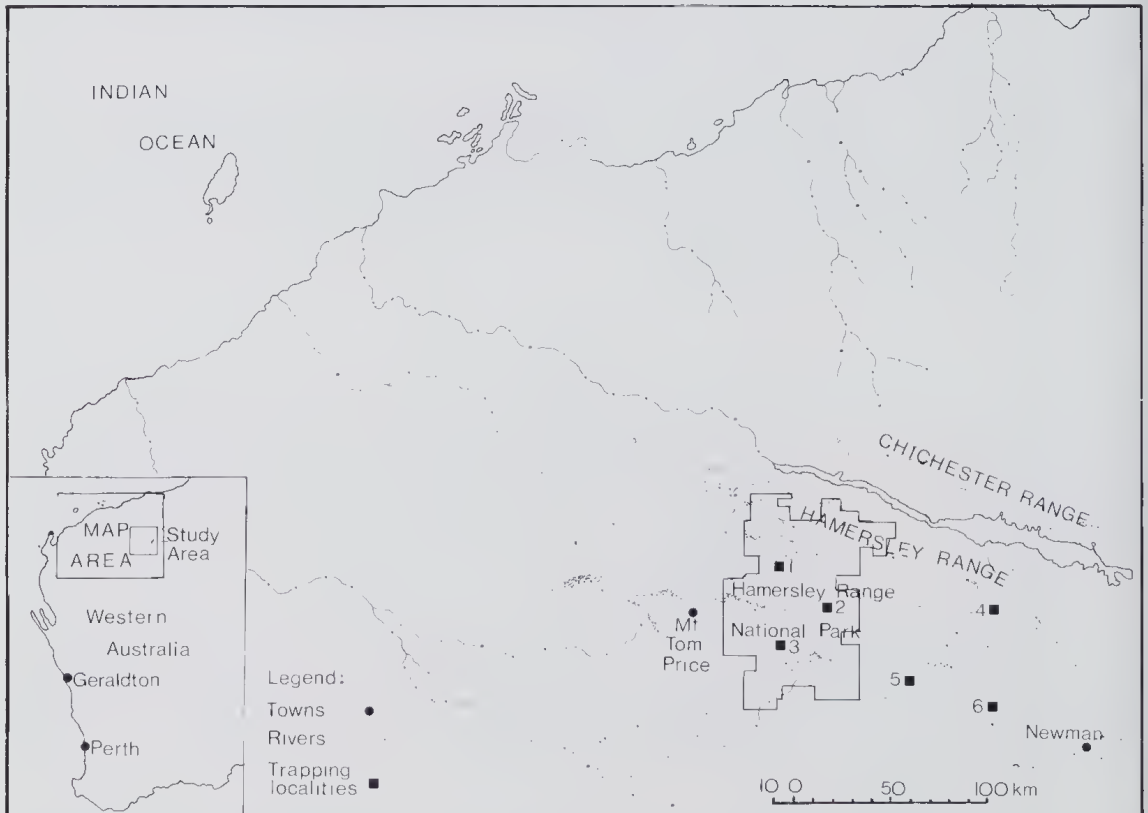 INDIAN
OCEAN
CHICHESTER RANGE
HAMERSLEY RANGE
1
Hamersley Range
2
National Park
3
4
5
6
Mt
Tom
Price
Newman
MAP
AREA
Study
Area
Western
Australia
Geraldton
Perth
Legend:
Towns
Rivers
Trapping
localities
10 0 50 100 km